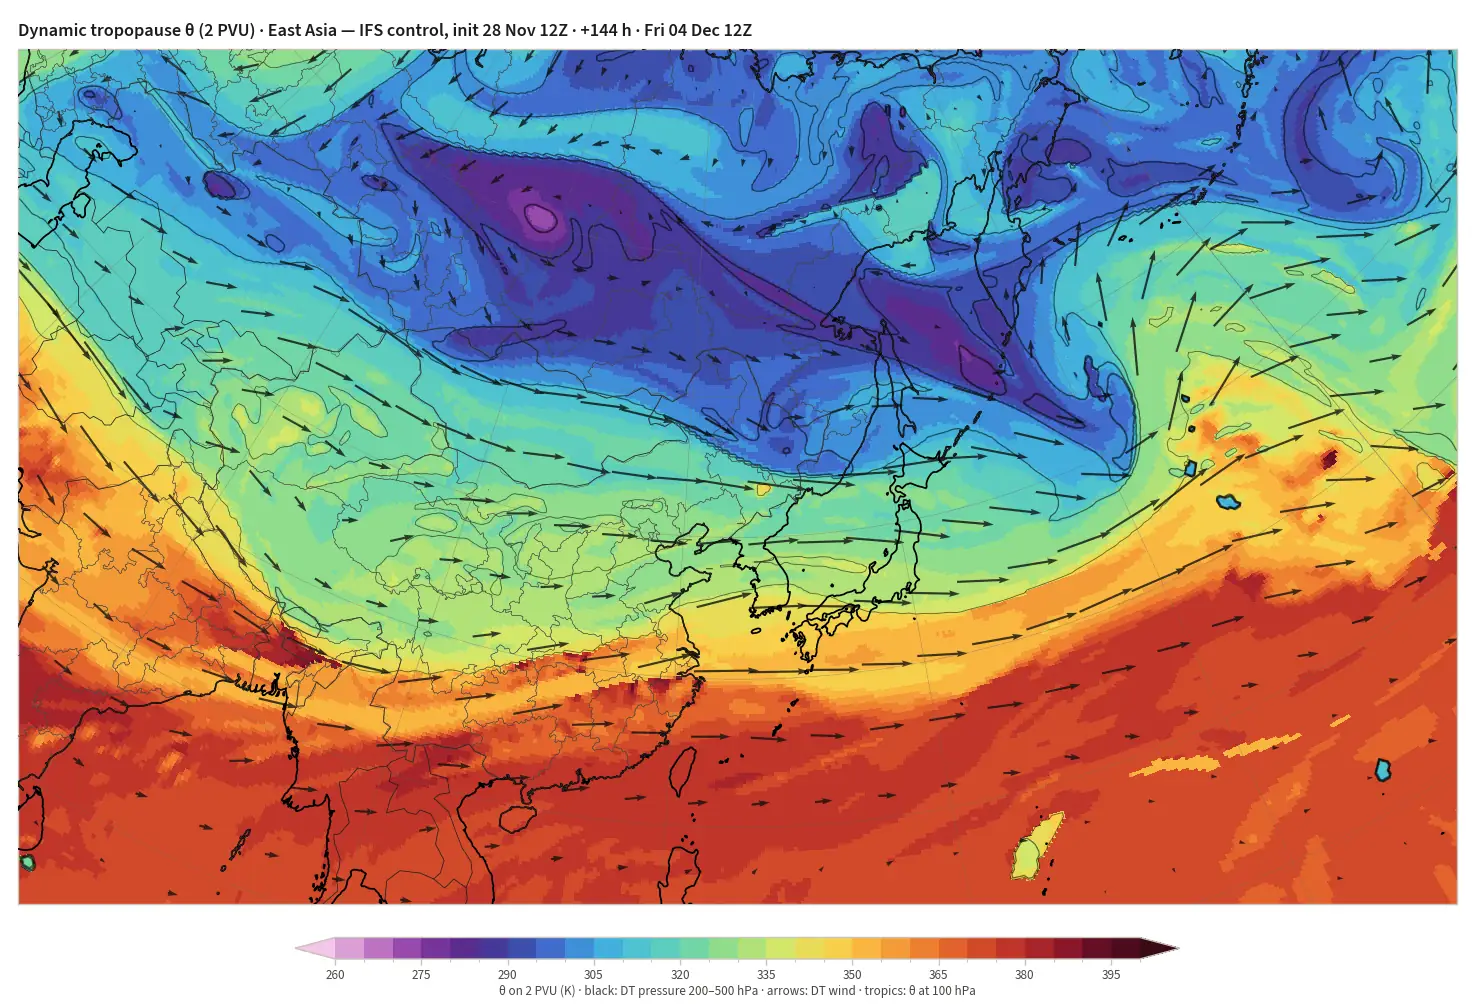 Dynamic tropopause θ (2 PVU) · East Asia — IFS control, init 28 Nov 12Z · +144 h · Fri 04 Dec 12Z
260 275 290 305 320 335 350 365 380 395
θ on 2 PVU (K) · black: DT pressure 200–500 hPa · arrows: DT wind · tropics: θ at 100 hPa